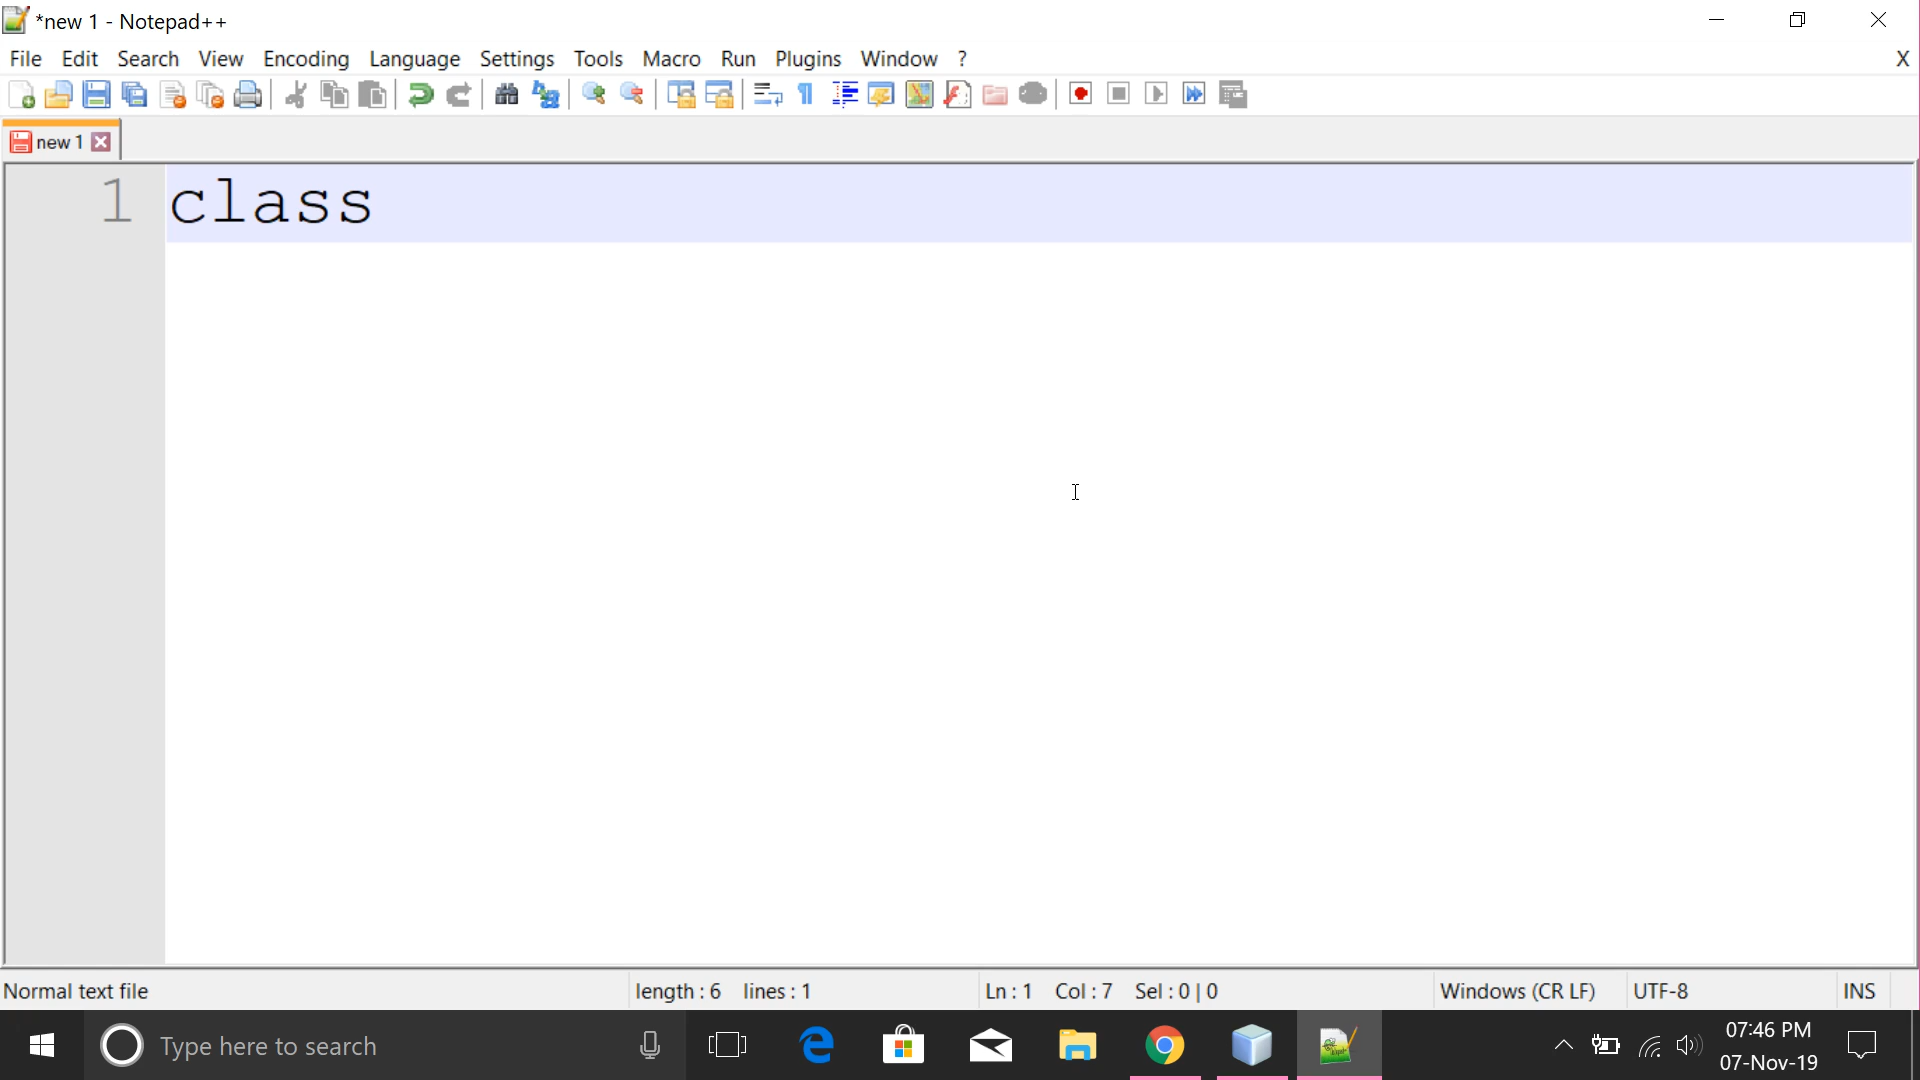 *new 1 - Notepad++
File Edit Search View Encoding Language Settings Tools Macro Run Plugins Window ? X
new 1
1 class
Normal text file length : 6 lines : 1 Ln : 1 Col : 7 Sel : 0 | 0 Windows (CR LF) UTF-8 INS
Type here to search
07:46 PM
07-Nov-19